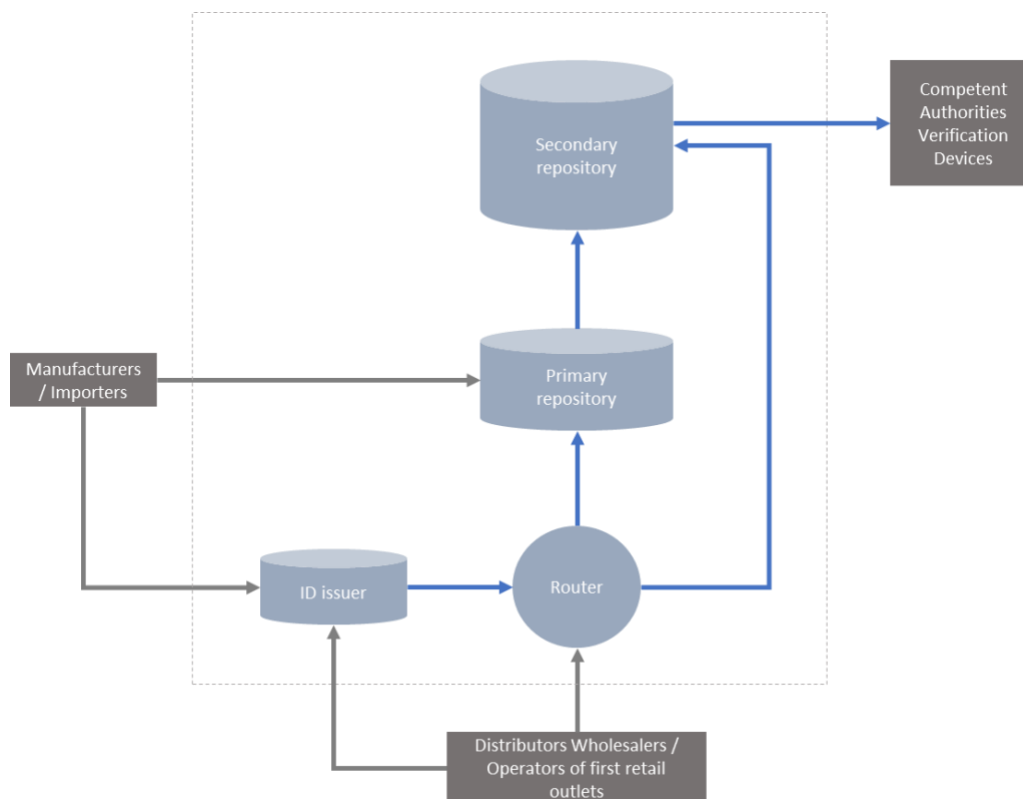 Competent
Authorities
Verification
Devices
Secondary
repository
Manufacturers
/ Importers
Primary
repository
ID issuer
Router
Distributors Wholesalers /
Operators of first retail
outlets